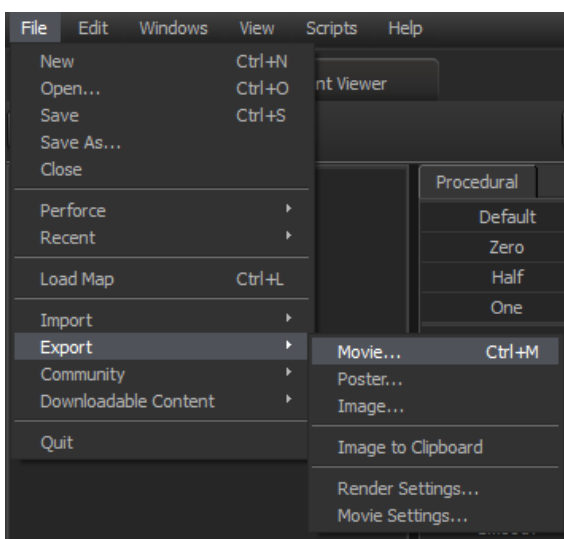 File Edit Windows View Scripts Help
New Ctrl+N
Open... Ctrl+O
Save Ctrl+S
Save As...
Close
Perforce
Recent
Load Map Ctrl+L
Import
Export
Community
Downloadable Content
Quit
nt Viewer
Procedural
Default
Zero
Half
One
Movie... Ctrl+M
Poster...
Image...
Image to Clipboard
Render Settings...
Movie Settings...